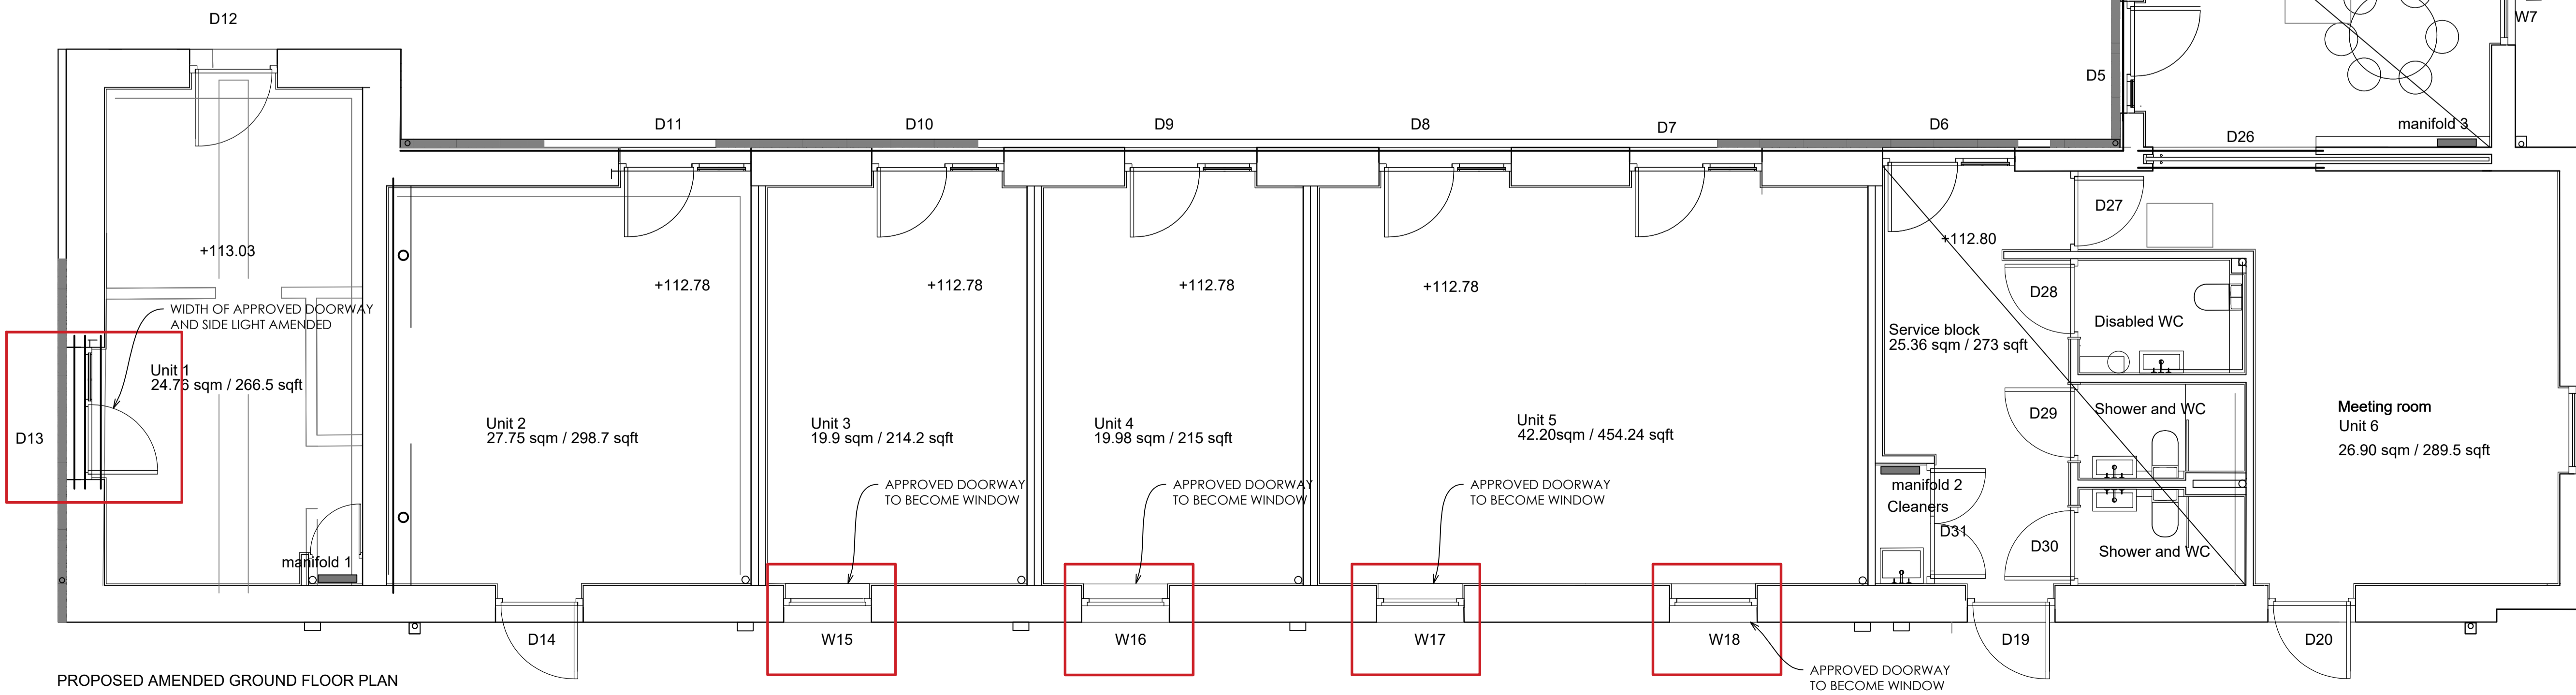 D12
W7
D5
D11
D10
D9
D8
D7
D6
D26
manifold 3
D27
+113.03
+112.80
+112.78
+112.78
+112.78
+112.78
D28
WIDTH OF APPROVED DOORWAY
AND SIDE LIGHT AMENDED
Disabled WC
Service block
25.36 sqm / 273 sqft
Unit 1
24.76 sqm / 266.5 sqft
D13
Unit 2
27.75 sqm / 298.7 sqft
Unit 3
19.9 sqm / 214.2 sqft
Unit 4
19.98 sqm / 215 sqft
Unit 5
42.20sqm / 454.24 sqft
D29
Shower and WC
Meeting room
Unit 6
26.90 sqm / 289.5 sqft
APPROVED DOORWAY
TO BECOME WINDOW
APPROVED DOORWAY
TO BECOME WINDOW
APPROVED DOORWAY
TO BECOME WINDOW
manifold 2
Cleaners
D31
D30
Shower and WC
manifold 1
D14
W15
W16
W17
W18
D19
D20
APPROVED DOORWAY
TO BECOME WINDOW
PROPOSED AMENDED GROUND FLOOR PLAN